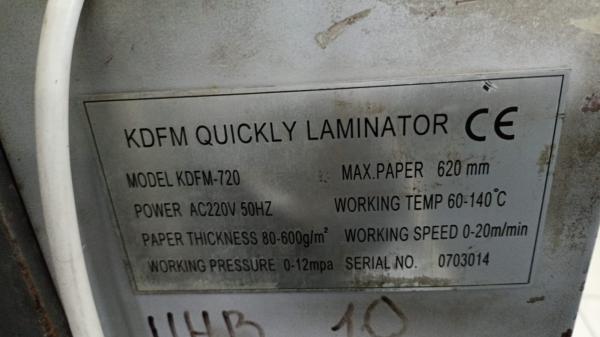 KDFM QUICKLY LAMINATOR CE
MODEL KDFM-720 MAX.PAPER 620 mm
POWER AC220V 50HZ WORKING TEMP 60-140°C
PAPER THICKNESS 80-600g/m² WORKING SPEED 0-20m/min
WORKING PRESSURE 0-12mpa SERIAL NO. 0703014
ИНВ 10